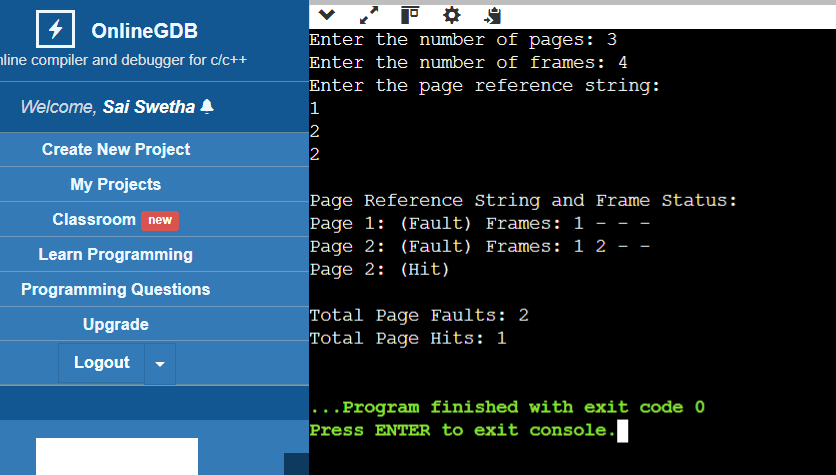 OnlineGDB
nline compiler and debugger for c/c++
Welcome, Sai Swetha
Create New Project
My Projects
Classroom new
Learn Programming
Programming Questions
Upgrade
Logout
Enter the number of pages: 3
Enter the number of frames: 4
Enter the page reference string:
1
2
2
Page Reference String and Frame Status:
Page 1: (Fault) Frames: 1 - - -
Page 2: (Fault) Frames: 1 2 - -
Page 2: (Hit)
Total Page Faults: 2
Total Page Hits: 1
...Program finished with exit code 0
Press ENTER to exit console.